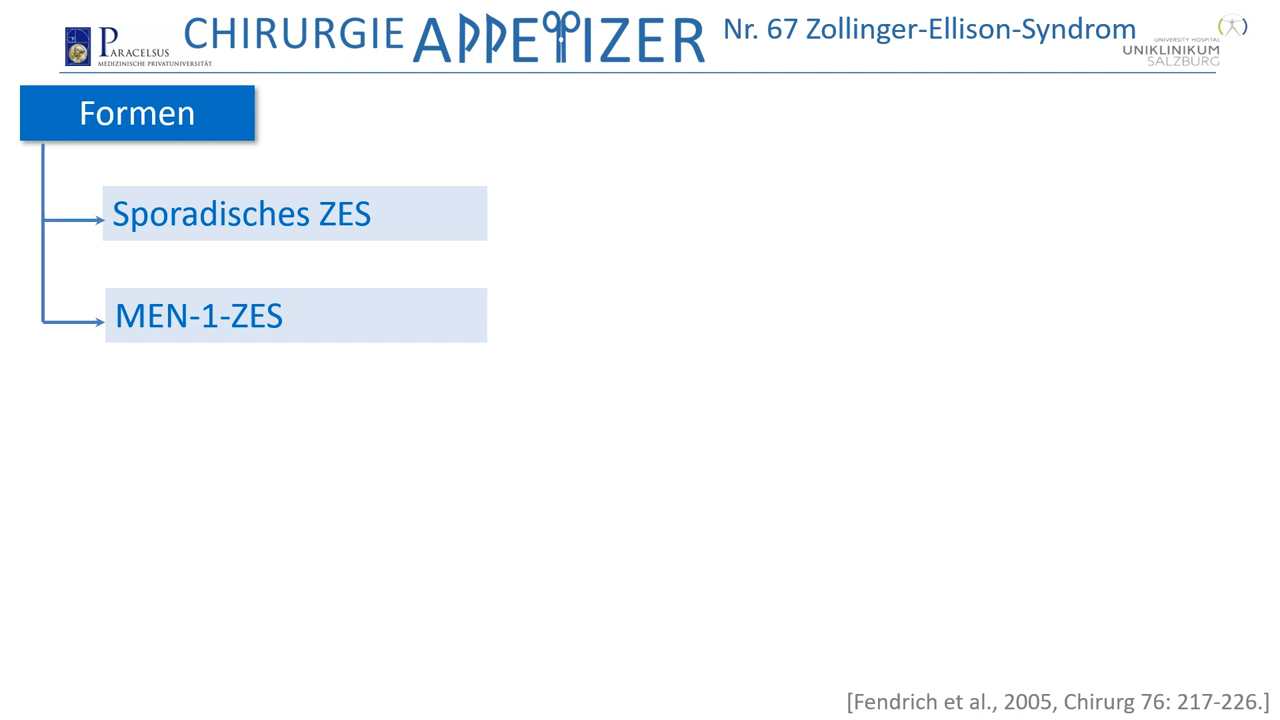 PARACELSUS
MEDIZINISCHE PRIVATUNIVERSITÄT
CHIRURGIE APPETIZER
Nr. 67 Zollinger-Ellison-Syndrom
UNIVERSITY HOSPITAL
UNIKLINIKUM
SALZBURG
Formen
Sporadisches ZES
MEN-1-ZES
[Fendrich et al., 2005, Chirurg 76: 217-226.]